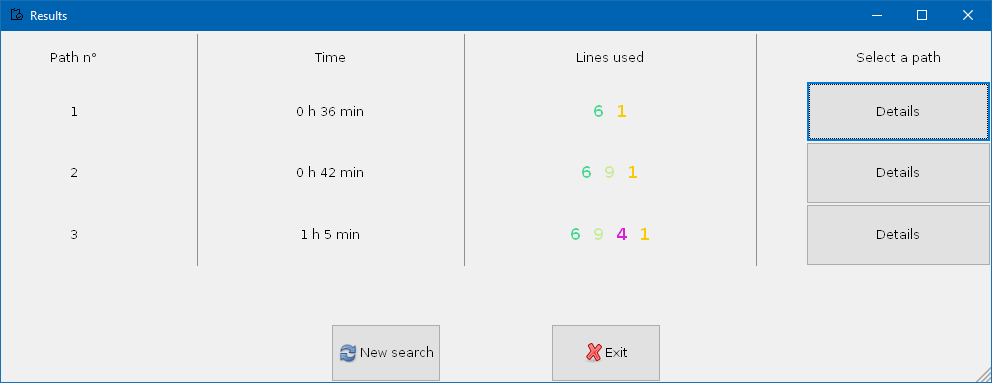 Results
Path n° Time Lines used Select a path
1 0 h 36 min 6 1 Details
2 0 h 42 min 6 9 1 Details
3 1 h 5 min 6 9 4 1 Details
New search Exit